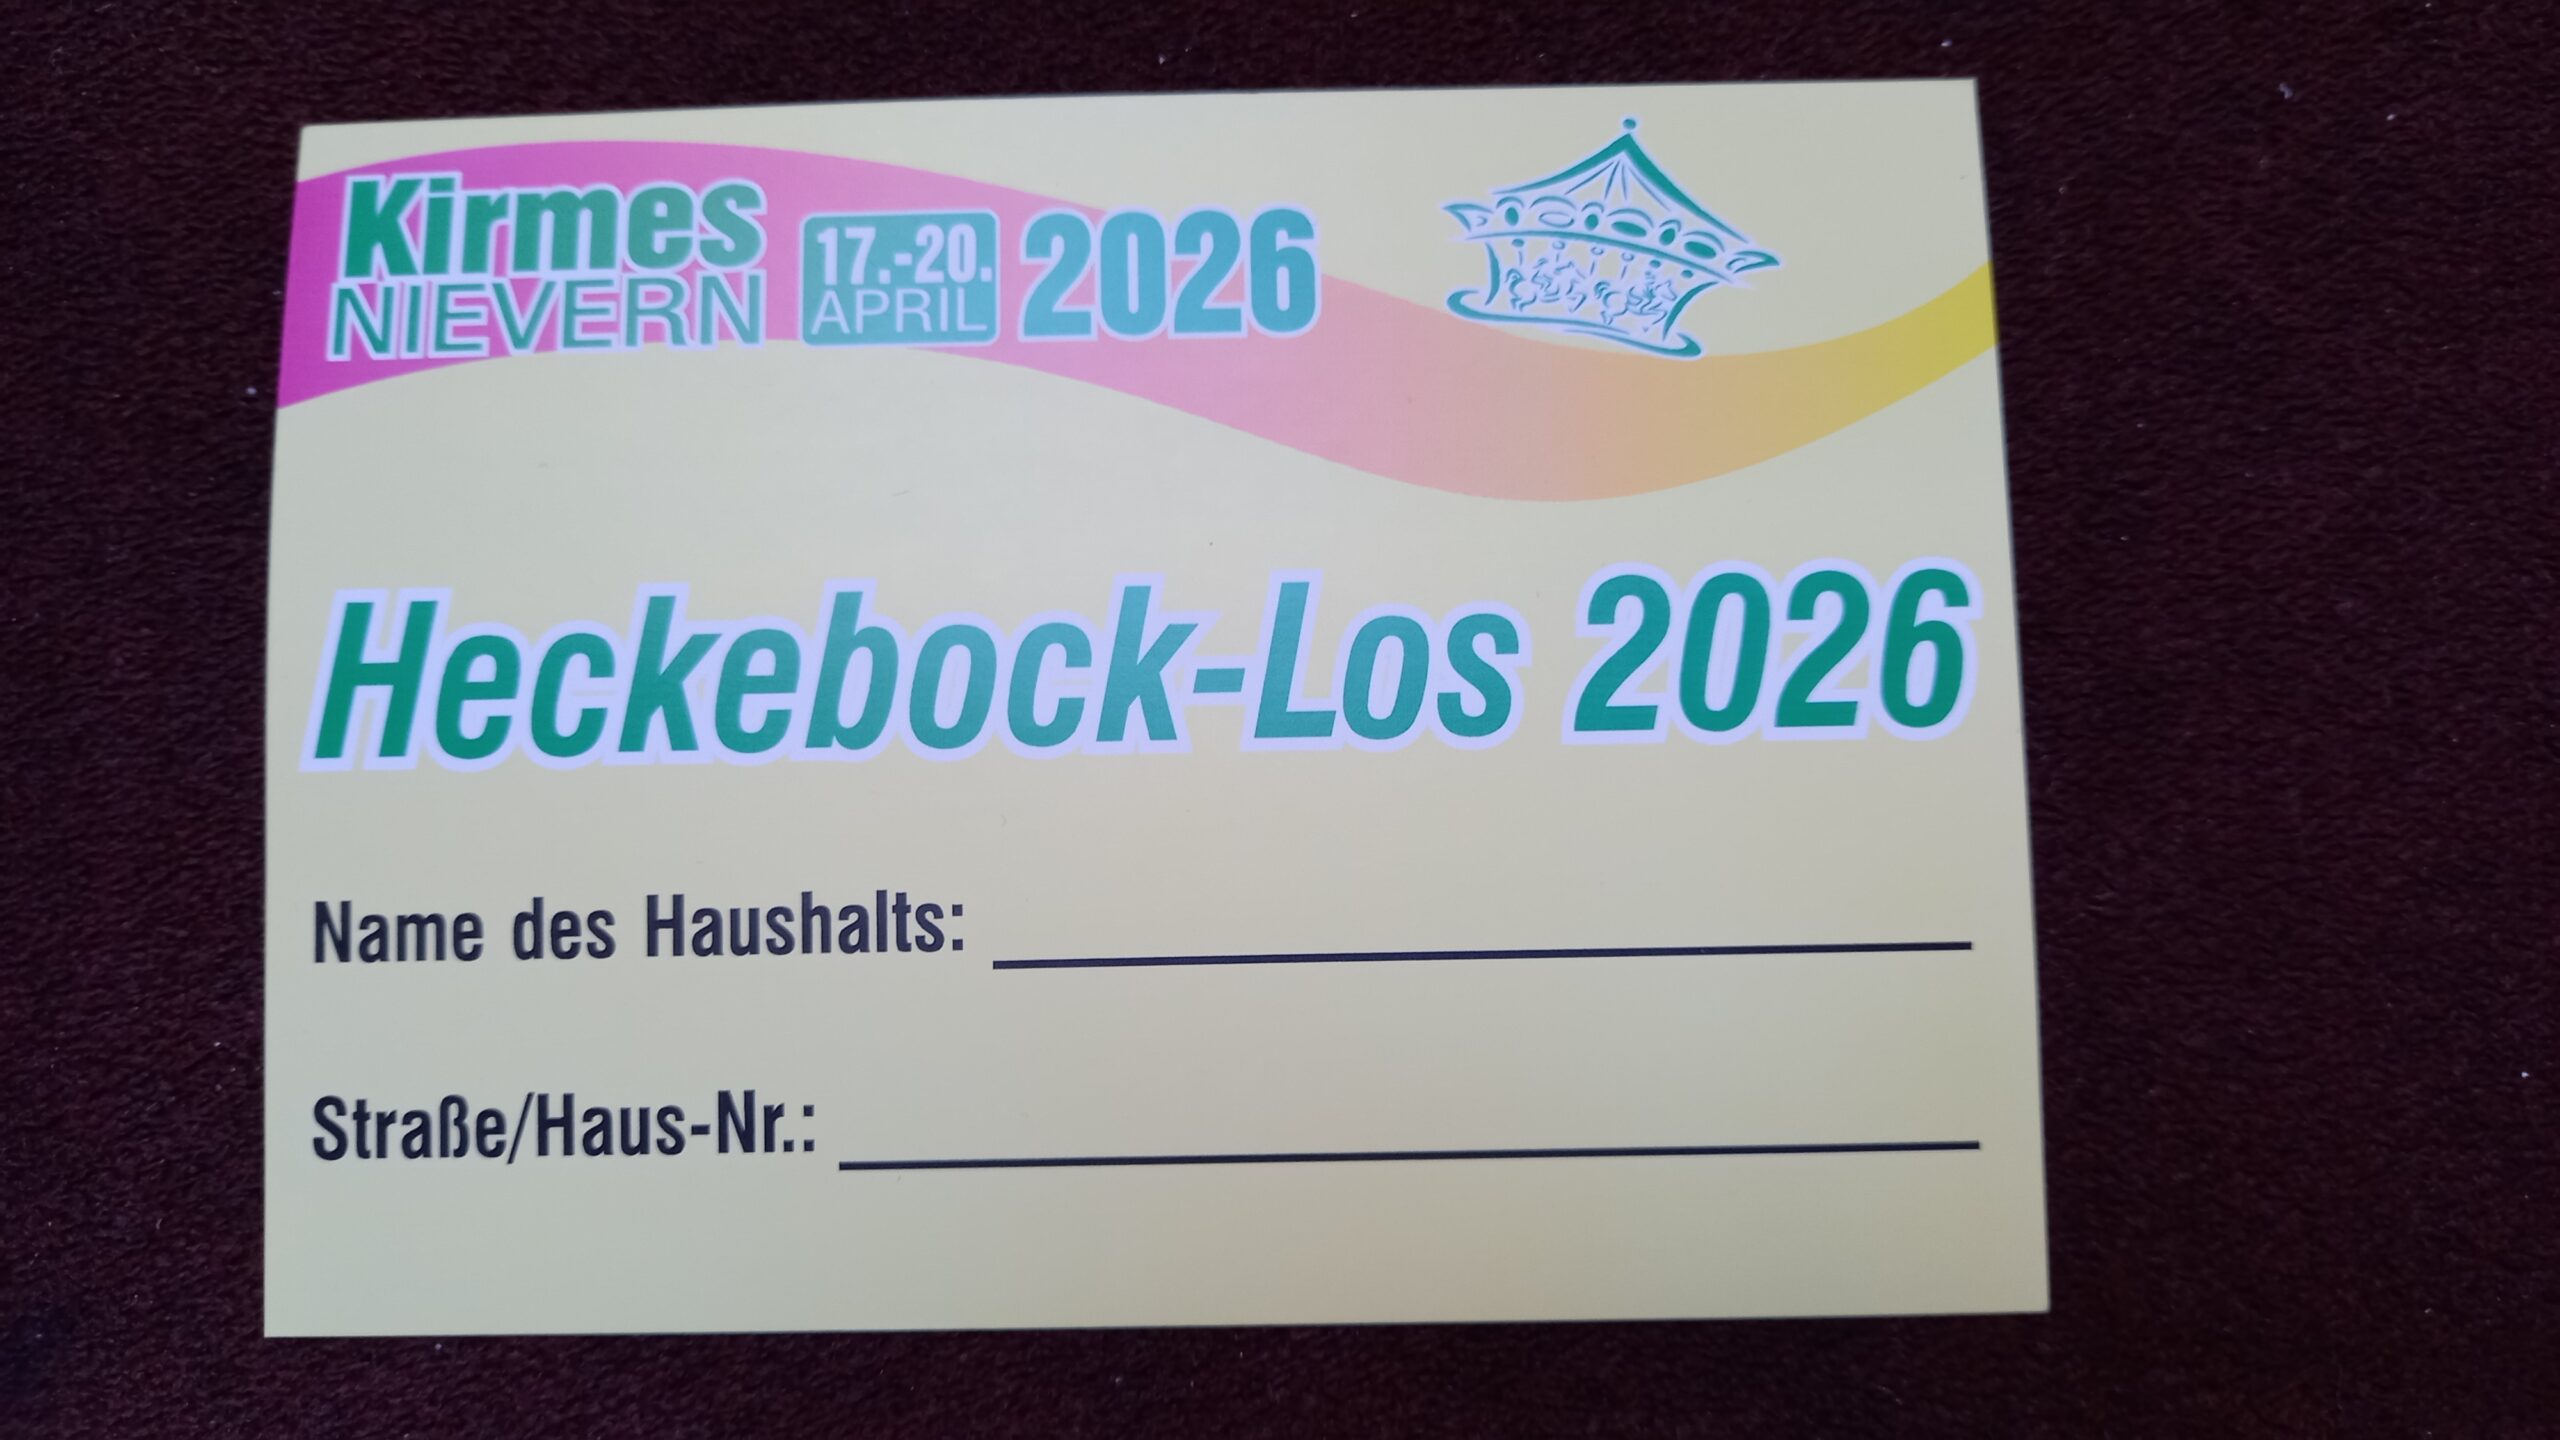 Kirmes
NIEVERN
17.-20.
APRIL
2026
Heckebock-Los 2026
Name des Haushalts:
Straße/Haus-Nr.: